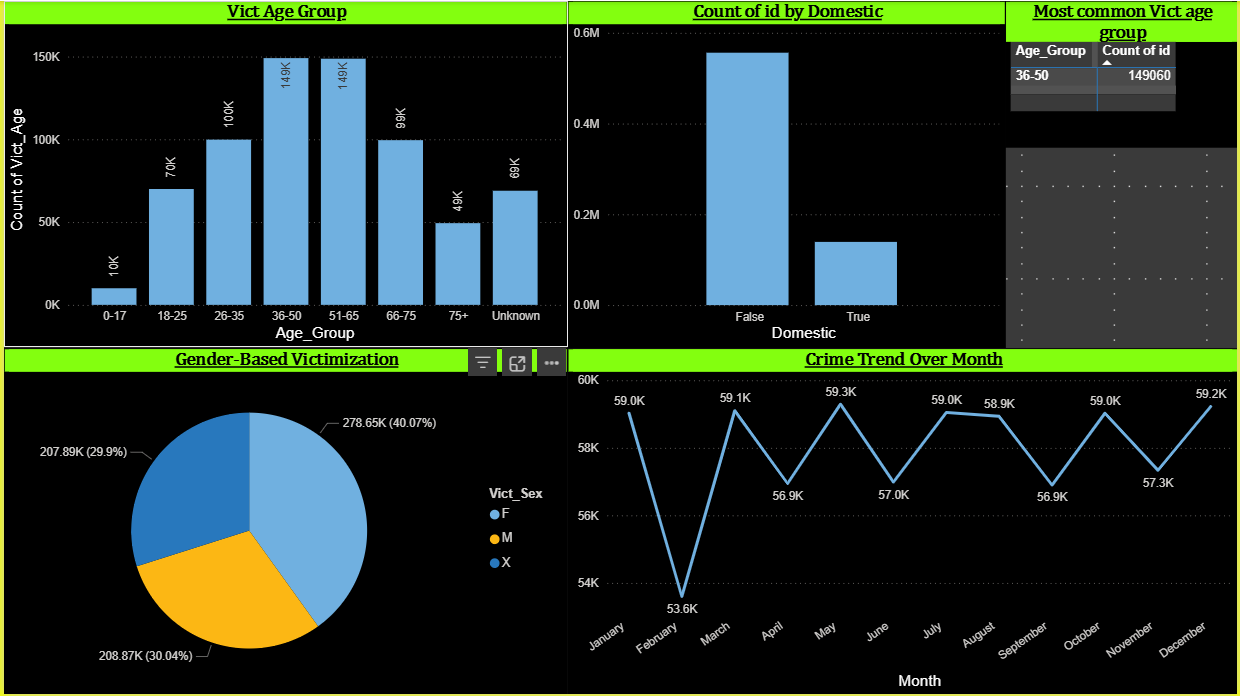 Vict Age Group
Count of Vict_Age
150K
100K
50K
0K
10K
70K
100K
149K
149K
99K
49K
69K
0-17
18-25
26-35
36-50
51-65
66-75
75+
Unknown
Age_Group
Count of id by Domestic
0.6M
0.4M
0.2M
0.0M
False
True
Domestic
Most common Vict age
group
Age_Group Count of id
36-50 149060
Gender-Based Victimization
278.65K (40.07%)
207.89K (29.9%)
208.87K (30.04%)
Vict_Sex
F
M
X
Crime Trend Over Month
60K
58K
56K
54K
59.0K
53.6K
59.1K
56.9K
59.3K
57.0K
59.0K
58.9K
56.9K
59.0K
57.3K
59.2K
January
February
March
April
May
June
July
August
September
October
November
December
Month